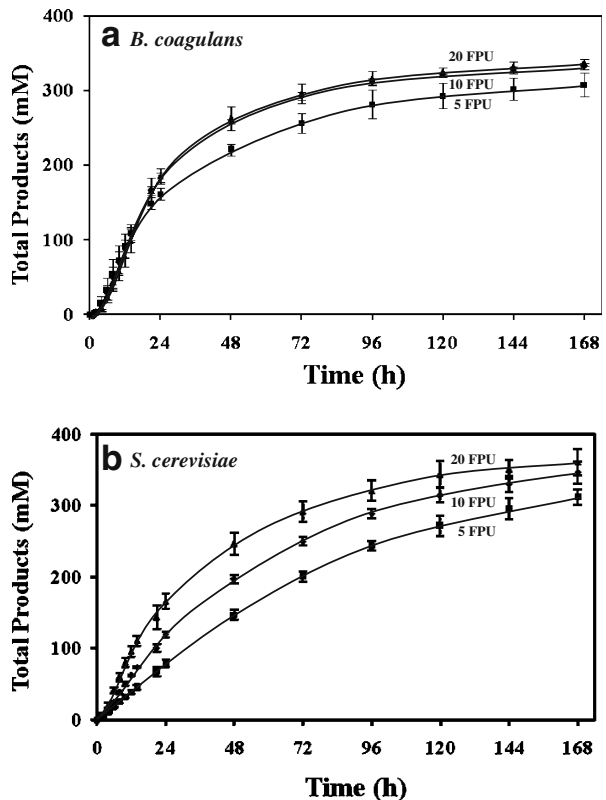 a B. coagulans
400
300
200
100
0
Total Products (mM)
20 FPU
10 FPU
5 FPU
0 24 48 72 96 120 144 168
Time (h)
b S. cerevisiae
400
300
200
100
0
Total Products (mM)
20 FPU
10 FPU
5 FPU
0 24 48 72 96 120 144 168
Time (h)